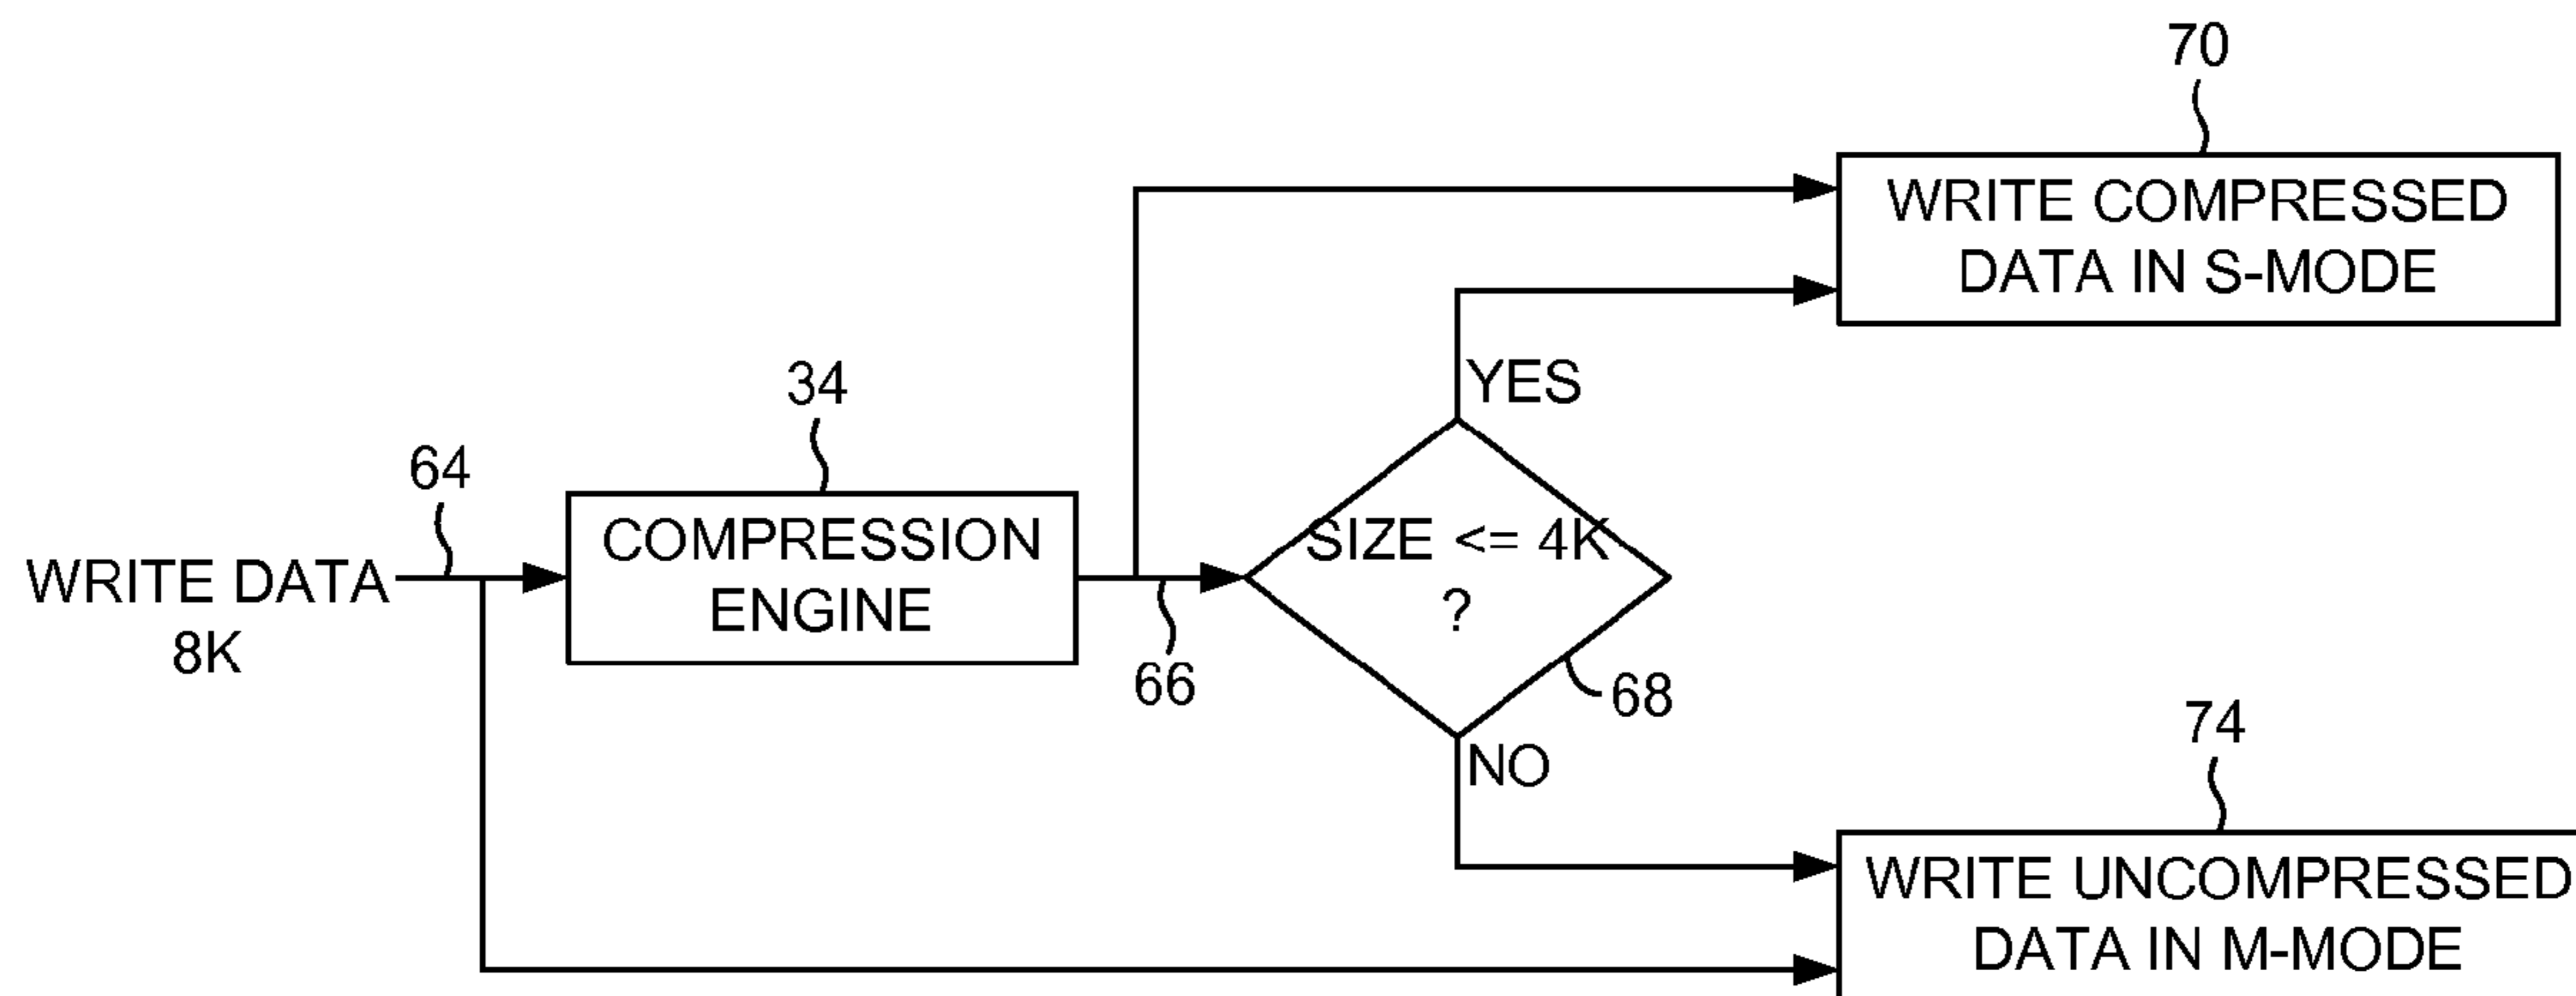 70
WRITE COMPRESSED
DATA IN S-MODE
34
YES
64
COMPRESSION
ENGINE
SIZE <= 4K
?
WRITE DATA
8K
66
68
74
NO
WRITE UNCOMPRESSED
DATA IN M-MODE